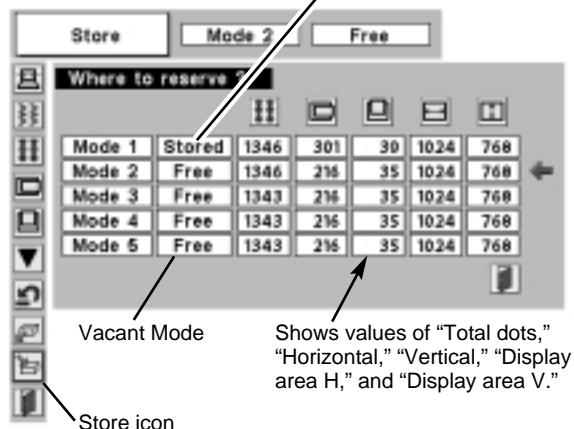 Store Mode 2 Free
Where to reserve ?
Mode 1 Stored 1346 301 30 1024 768
Mode 2 Free 1346 216 35 1024 768
Mode 3 Free 1343 216 35 1024 768
Mode 4 Free 1343 216 35 1024 768
Mode 5 Free 1343 216 35 1024 768
Vacant Mode
Shows values of “Total dots,”
“Horizontal,” “Vertical,” “Display
area H,” and “Display area V.”
Store icon